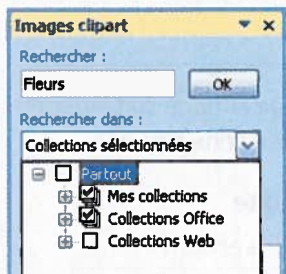 Images clipart
Rechercher :
Fleurs
OK
Rechercher dans :
Collections sélectionnées
Partout
Mes collections
Collections Office
Collections Web